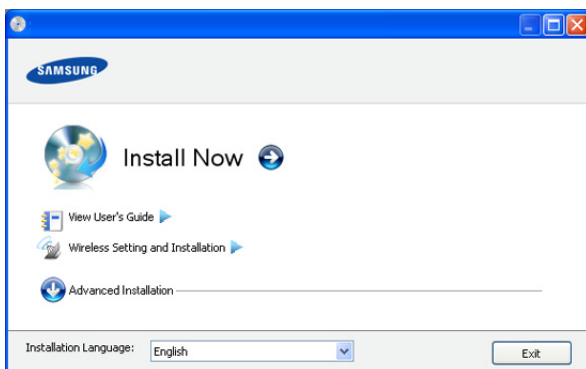 SAMSUNG
Install Now
View User's Guide
Wireless Setting and Installation
Advanced Installation
Installation Language: English
Exit